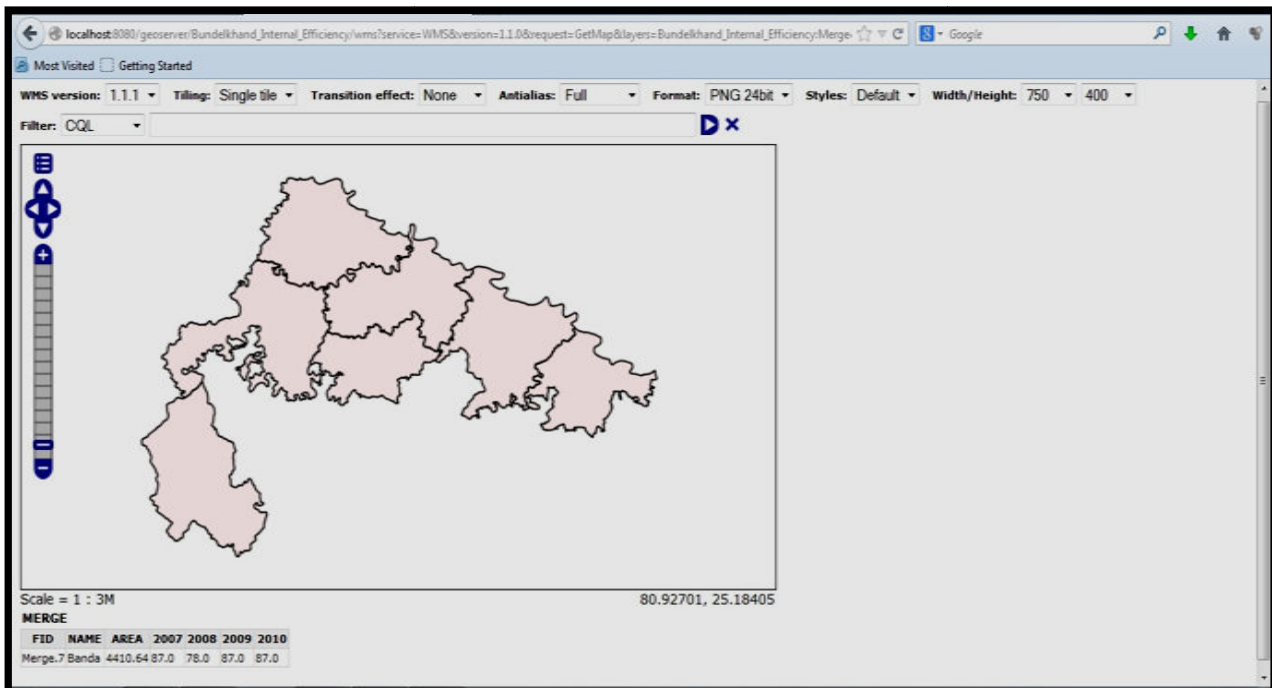 localhost:8080/geoserver/Bundelkhand_Internal_Efficiency/wms?service=WMS&version=1.1.0&request=GetMap&layers=Bundelkhand_Internal_Efficiency:Merge- Google
Most Visited Getting Started
WMS version: 1.1.1 Tiling: Single tile Transition effect: None Antialias: Full Format: PNG 24bit Styles: Default Width/Height: 750 400
Filter: CQL
Scale = 1 : 3M 80.92701, 25.18405
MERGE
FID NAME AREA 2007 2008 2009 2010
Merge.7 Banda 4410.64 87.0 78.0 87.0 87.0